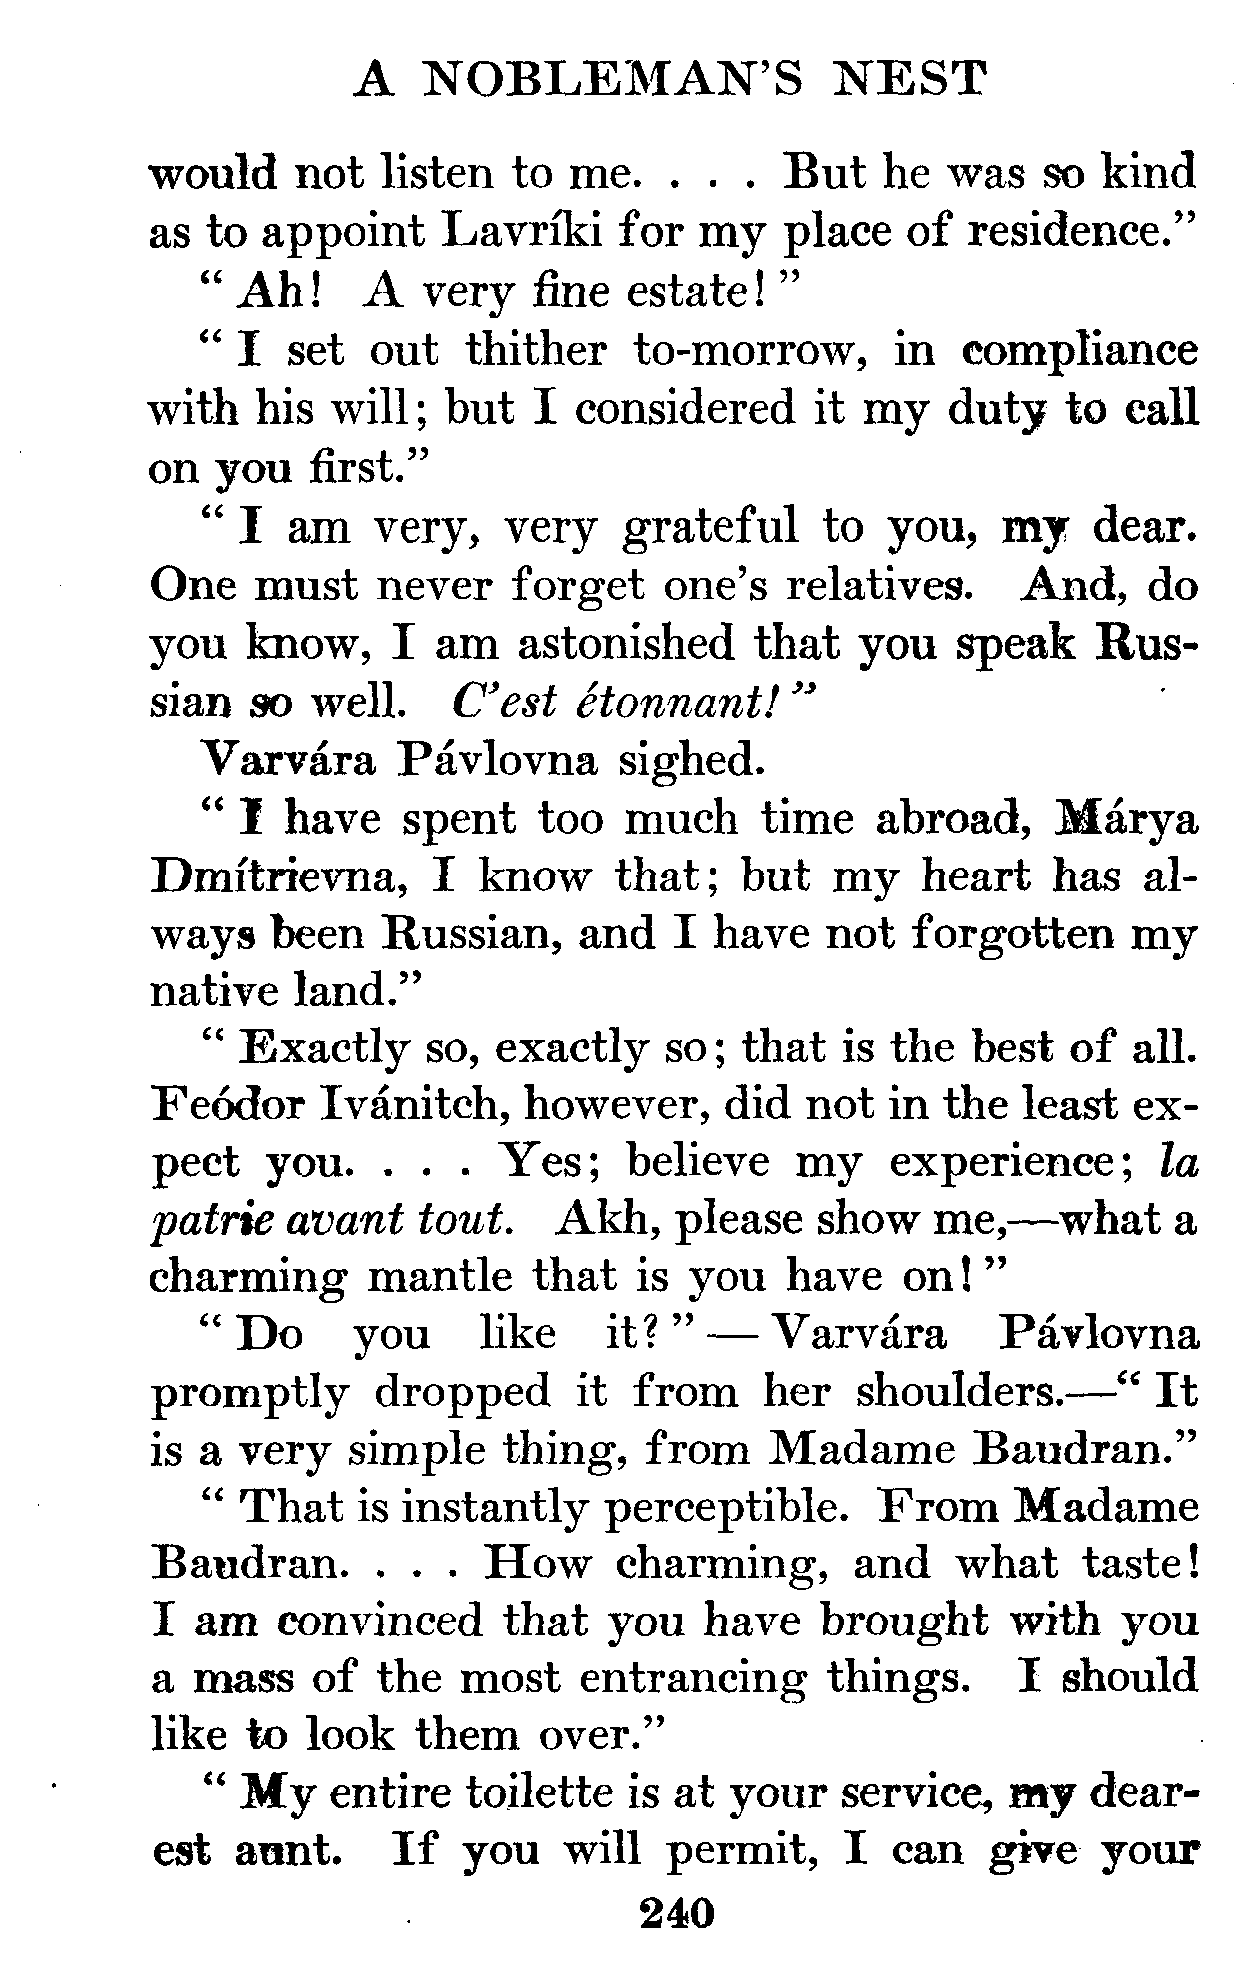 A NOBLEMAN'S NEST
would not listen to me. . . . But he was so kind
as to appoint Lavríki for my place of residence."
"Ah! A very fine estate!"
"I set out thither to-morrow, in compliance
with his will; but I considered it my duty to call
on you first."
"I am very, very grateful to you, my dear.
One must never forget one's relatives. And, do
you know, I am astonished that you speak Rus-
sian so well. C'est étonnant!"
Varvára Pávlovna sighed.
"I have spent too much time abroad, Márya
Dmítrievna, I know that; but my heart has al-
ways been Russian, and I have not forgotten my
native land."
"Exactly so, exactly so; that is the best of all.
Feódor Ivánitch, however, did not in the least ex-
pect you. . . . Yes; believe my experience; la
patrie avant tout. Akh, please show me,—what a
charming mantle that is you have on!"
"Do you like it?"—Varvára Pávlovna
promptly dropped it from her shoulders.—"It
is a very simple thing, from Madame Baudran."
"That is instantly perceptible. From Madame
Baudran. . . . How charming, and what taste!
I am convinced that you have brought with you
a mass of the most entrancing things. I should
like to look them over."
"My entire toilette is at your service, my dear-
est aunt. If you will permit, I can give your
240